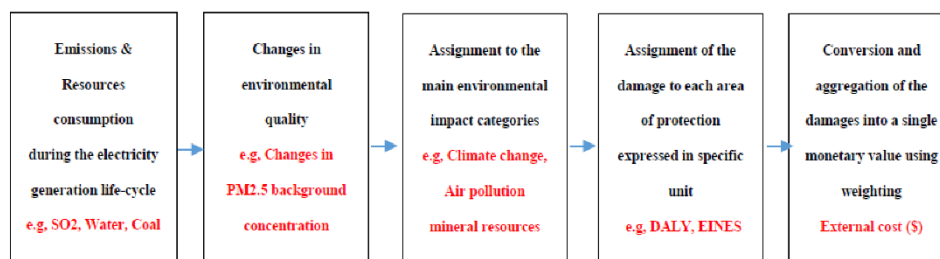 Emissions &
Resources
consumption
during the electricity
generation life-cycle
e.g, SO2, Water, Coal
Changes in
environmental
quality
e.g, Changes in
PM2.5 background
concentration
Assignment to the
main environmental
impact categories
e.g, Climate change,
Air pollution
mineral resources
Assignment of the
damage to each area
of protection
expressed in specific
unit
e.g, DALY, EINES
Conversion and
aggregation of the
damages into a single
monetary value using
weighting
External cost ($)